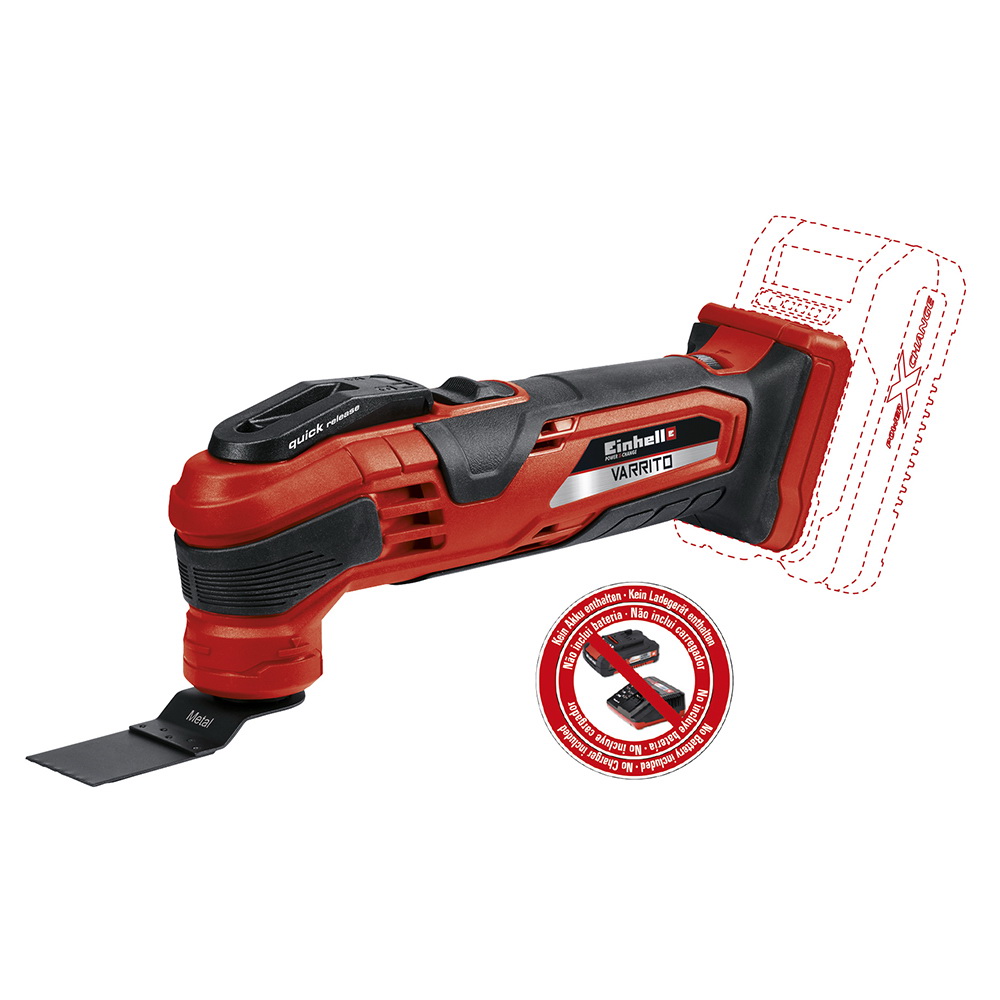 quick release
Einhell
POWER X-CHANGE
VARRITO
POWER X CHANGE
Metal
Kein Akku enthalten · Kein Ladegerät enthalten
Não inclui bateria · Não inclui carregador
No incluye bateria · No incluye cargador
No Battery included · No Charger included